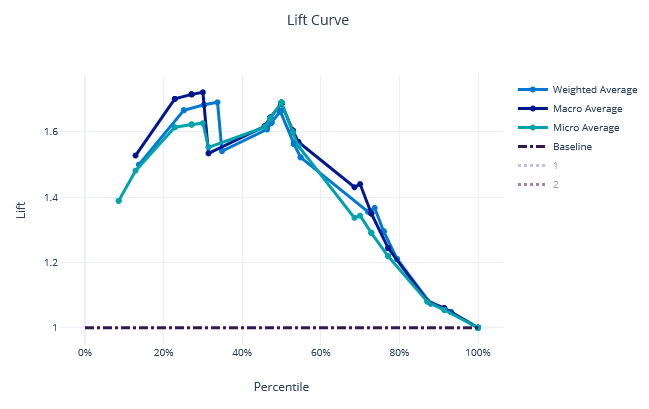 Lift Curve
Weighted Average
Macro Average
Micro Average
Baseline
1
2
Lift
1.6
1.4
1.2
1
0%
20%
40%
60%
80%
100%
Percentile